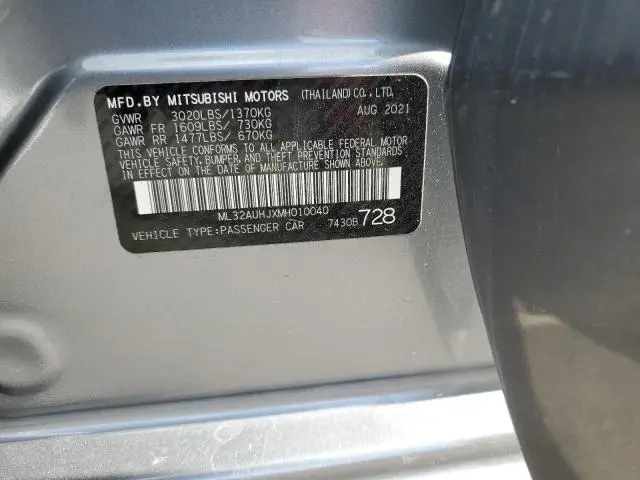 MFD.BY MITSUBISHI MOTORS (THAILAND)CO.,LTD.
GVWR 3020LBS/1370KG AUG 2021
GAWR FR 1609LBS/ 730KG
GAWR RR 1477LBS/ 670KG
THIS VEHICLE CONFORMS TO ALL APPLICABLE FEDERAL MOTOR
VEHICLE SAFETY,BUMPER,AND THEFT PREVENTION STANDARDS
IN EFFECT ON THE DATE OF MANUFACTURE SHOWN ABOVE.
ML32AUHJXMH010040
VEHICLE TYPE:PASSENGER CAR 7430B 728